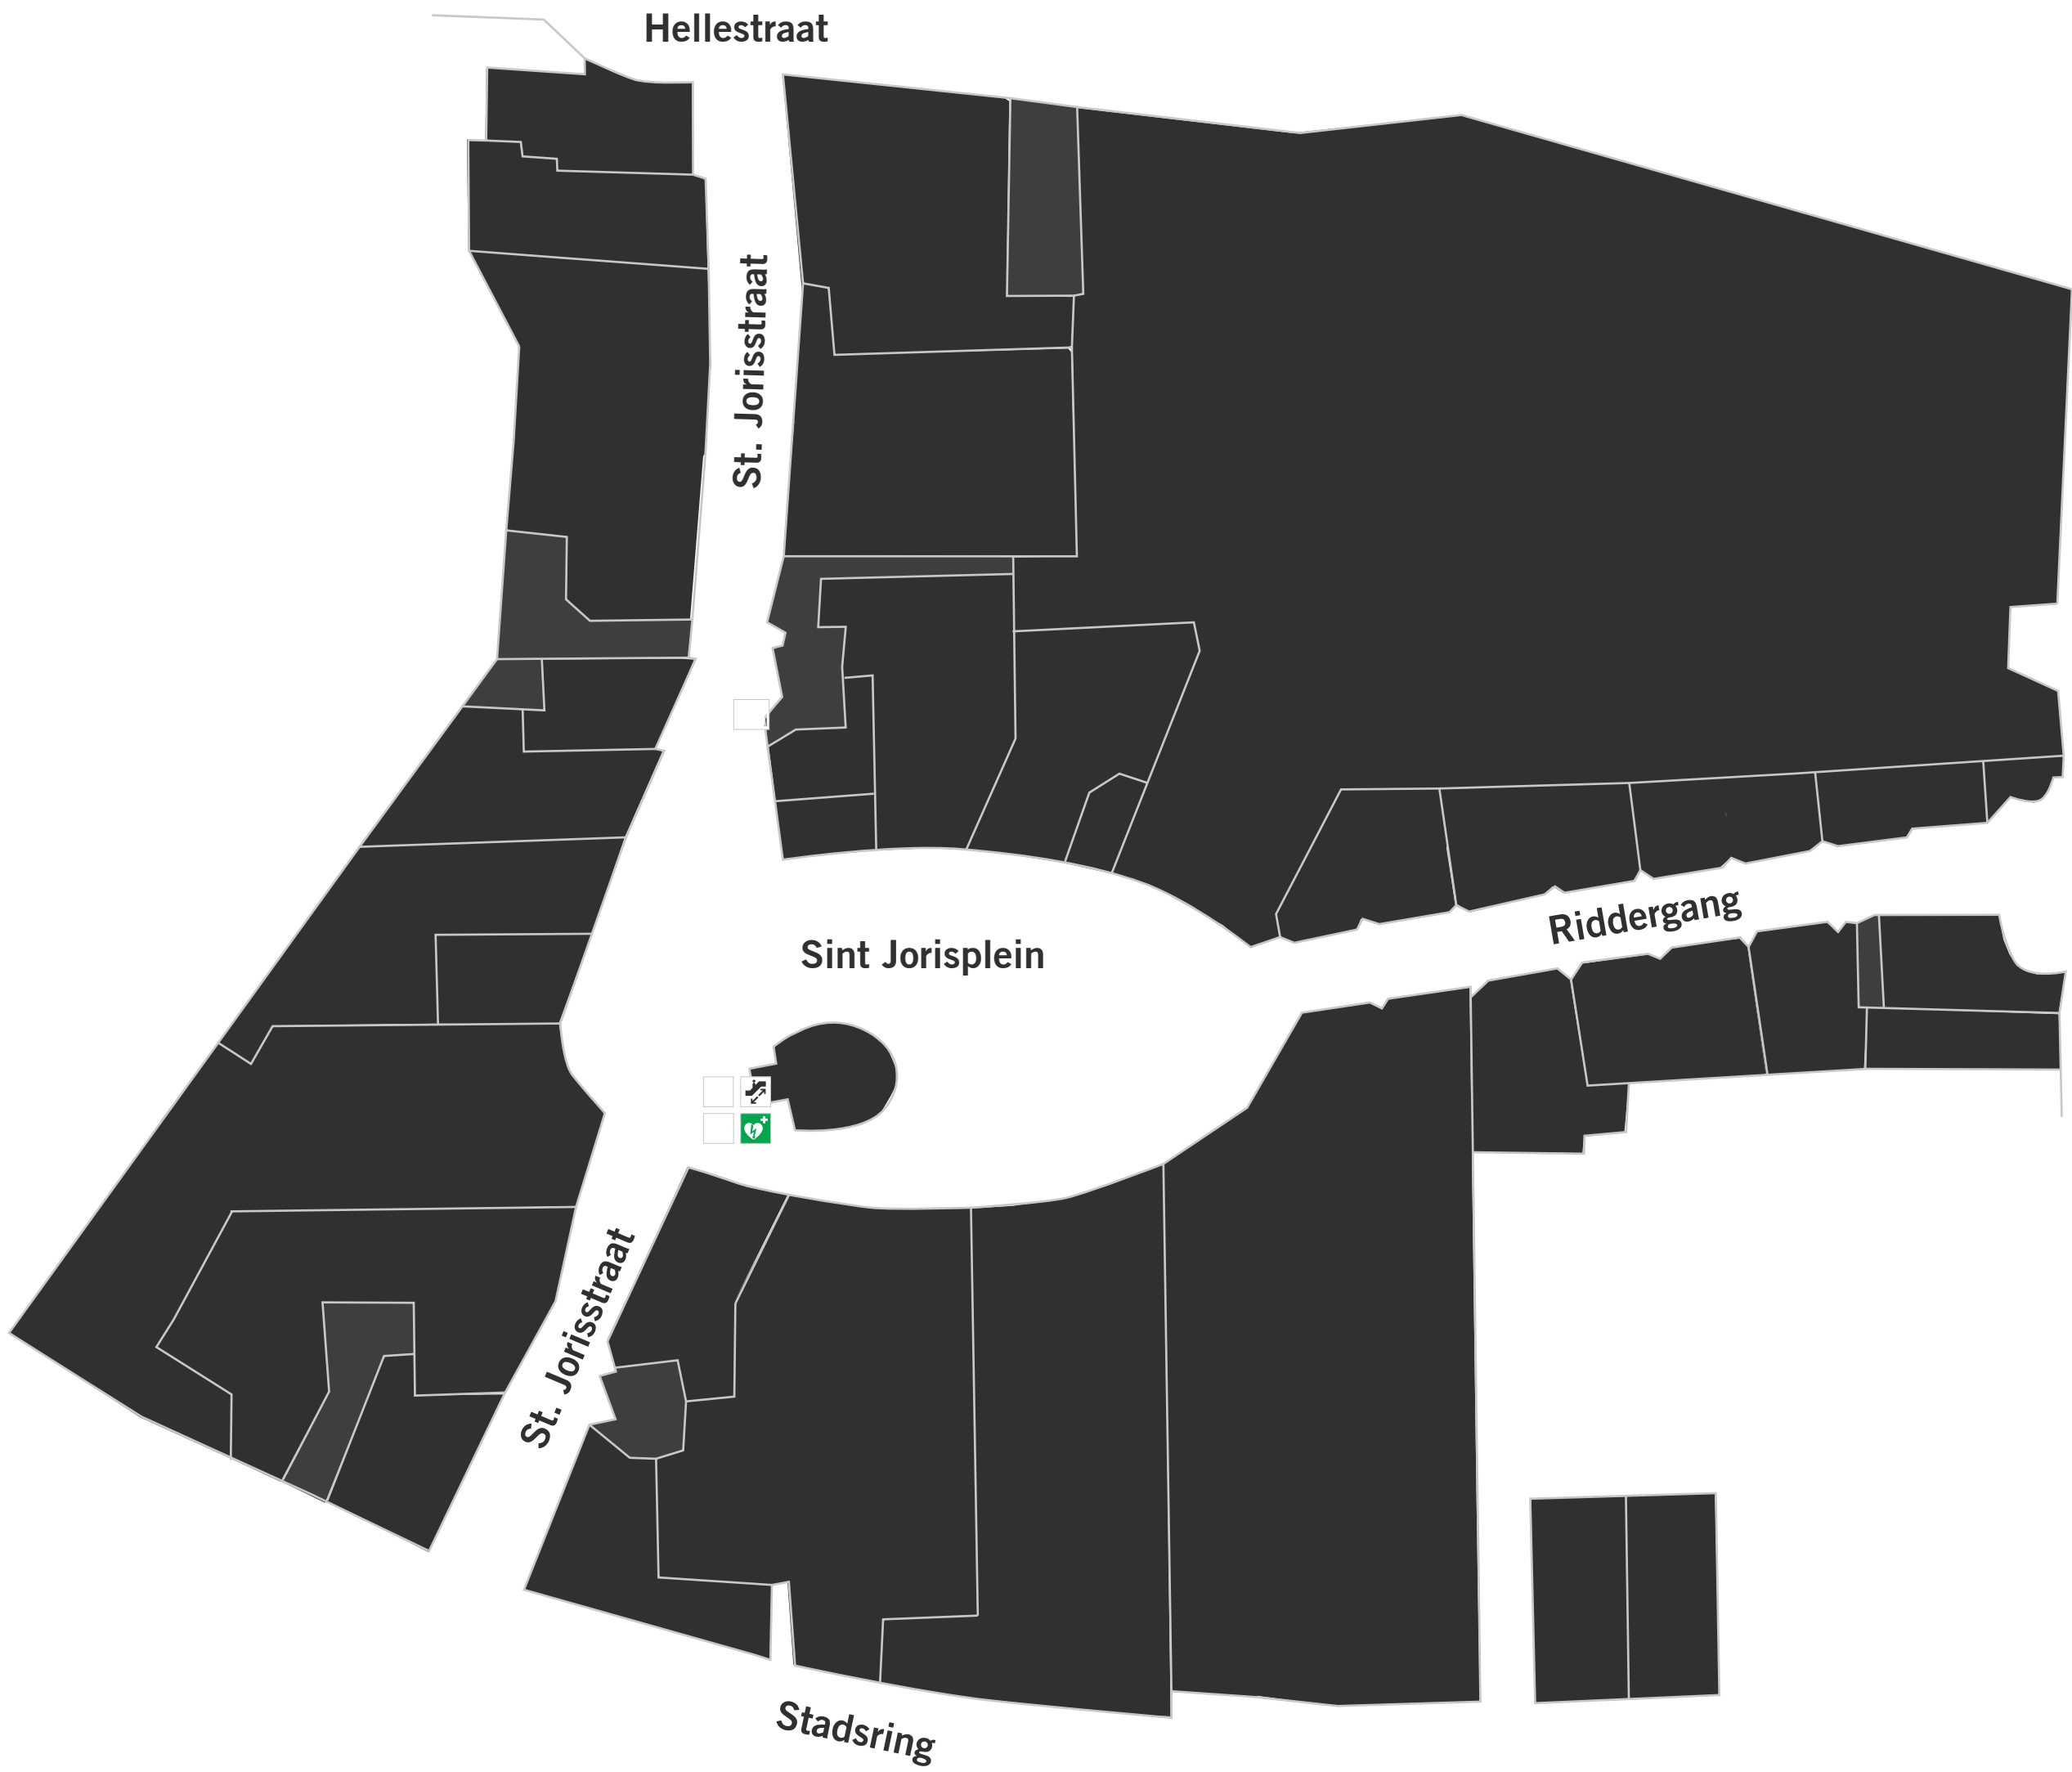 Hellestraat
St. Jorisstraat
Riddergang
Sint Jorisplein
St. Jorisstraat
Stadsring